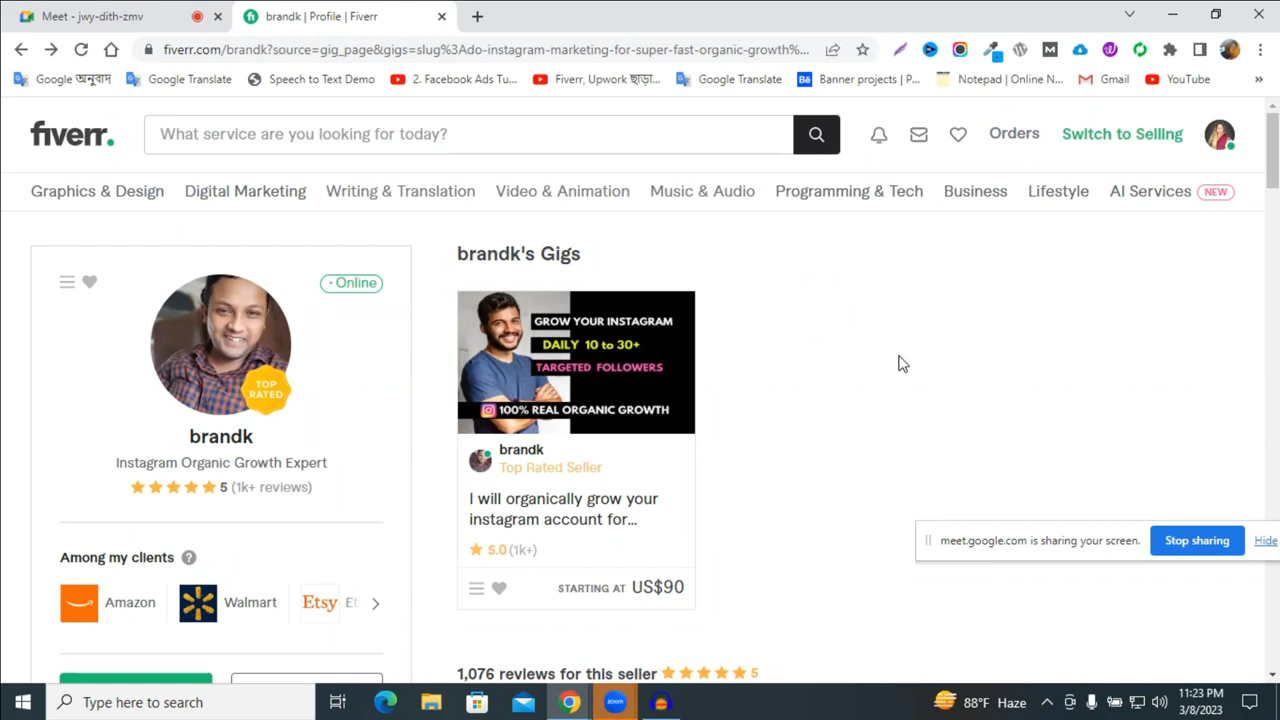 Meet - jwy-dith-zmv
brandk | Profile | Fiverr
fiverr.com/brandk?source=gig_page&gigs=slug%3Ado-instagram-marketing-for-super-fast-organic-growth%...
Google অনুবাদ
Google Translate
Speech to Text Demo
2. Facebook Ads Tu...
Fiverr, Upwork ছাড়া...
Google Translate
Banner projects | P...
Notepad | Online N...
Gmail
YouTube
»
fiverr.
What service are you looking for today?
Orders
Switch to Selling
Graphics & Design
Digital Marketing
Writing & Translation
Video & Animation
Music & Audio
Programming & Tech
Business
Lifestyle
AI Services NEW
- Online
TOP
RATED
brandk
Instagram Organic Growth Expert
5 (1k+ reviews)
Among my clients ?
Amazon
Walmart
Etsy Et
brandk's Gigs
GROW YOUR INSTAGRAM
DAILY 10 to 30+
TARGETED FOLLOWERS
100% REAL ORGANIC GROWTH
brandk
Top Rated Seller
I will organically grow your
instagram account for...
5.0 (1k+)
STARTING AT US$90
1,076 reviews for this seller 5
meet.google.com is sharing your screen.
Stop sharing
Hide
Type here to search
zoom
88°F Haze
11:23 PM
3/8/2023